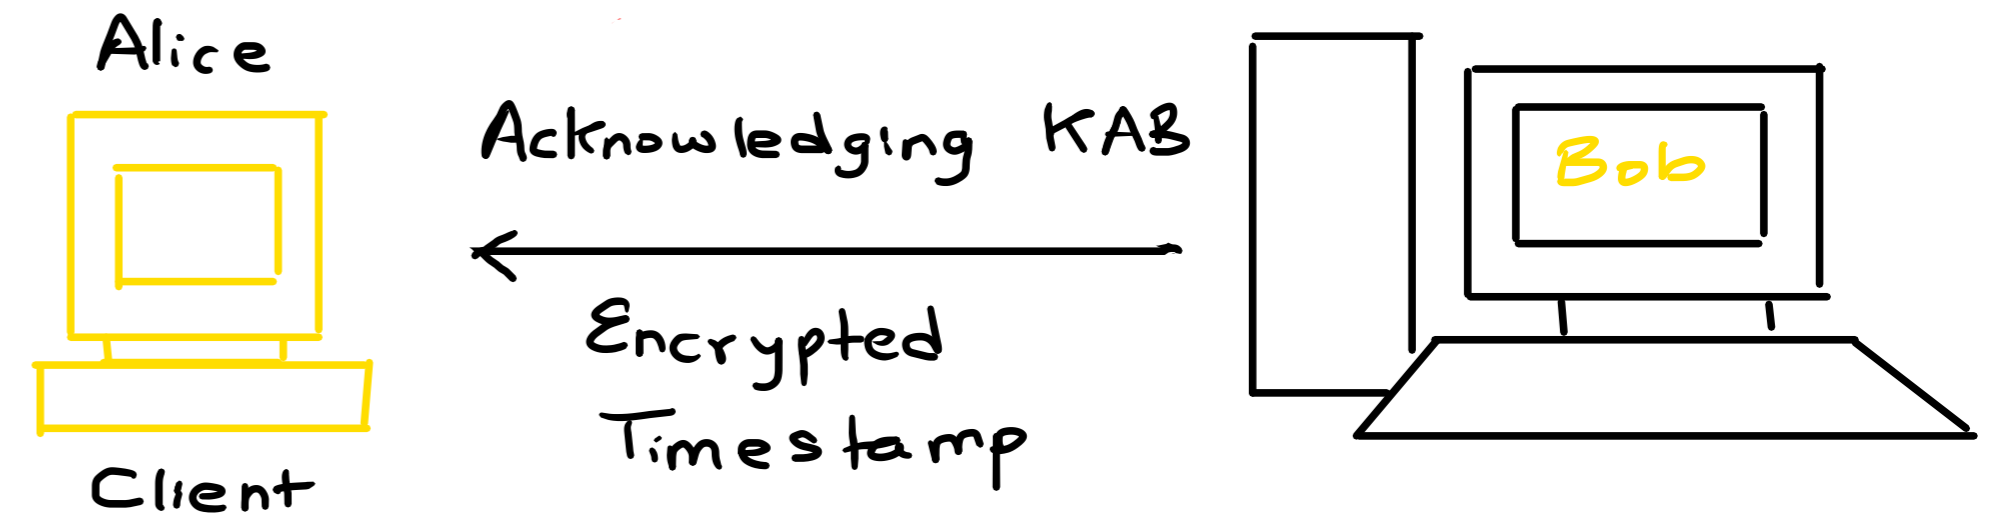 Alice
Client
Acknowledging KAB
Encrypted
Timestamp
Bob